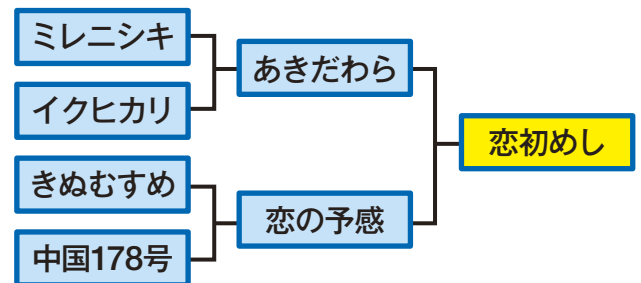 ミレニシキ
イクヒカリ
あきだわら
きぬむすめ
中国178号
恋の予感
恋初めし